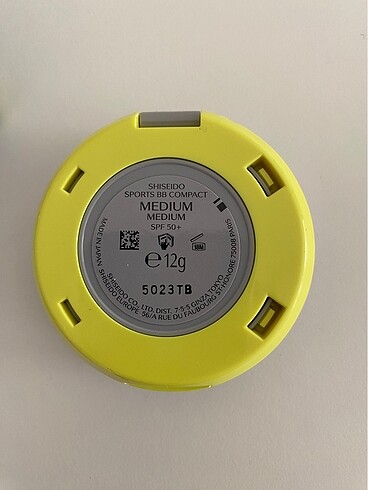 SHISEIDO
SPORTS BB COMPACT
MEDIUM
MEDIUM
SPF 50+
℮12g
5023TB
MADE IN JAPAN
SHISEIDO CO., LTD. DIST. 7-5-5 GINZA, TOKYO
SHISEIDO EUROPE 56/A RUE DU FAUBOURG ST.HONORE 75008 PARIS